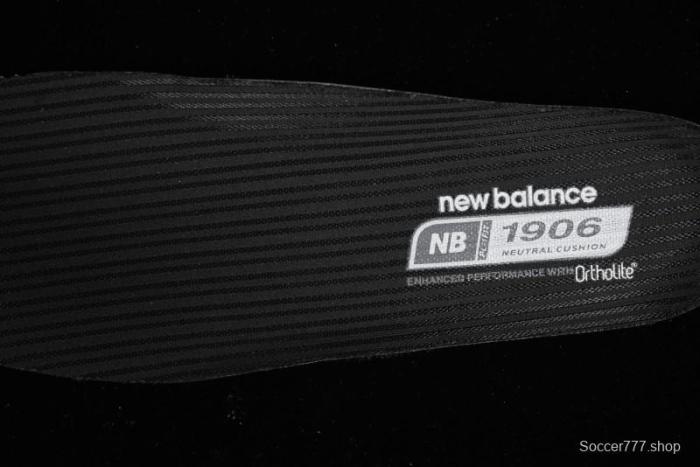 new balance
NB 1906
NEUTRAL CUSHION
ENHANCED PERFORMANCE WITH Ortholite®
Soccer777.shop